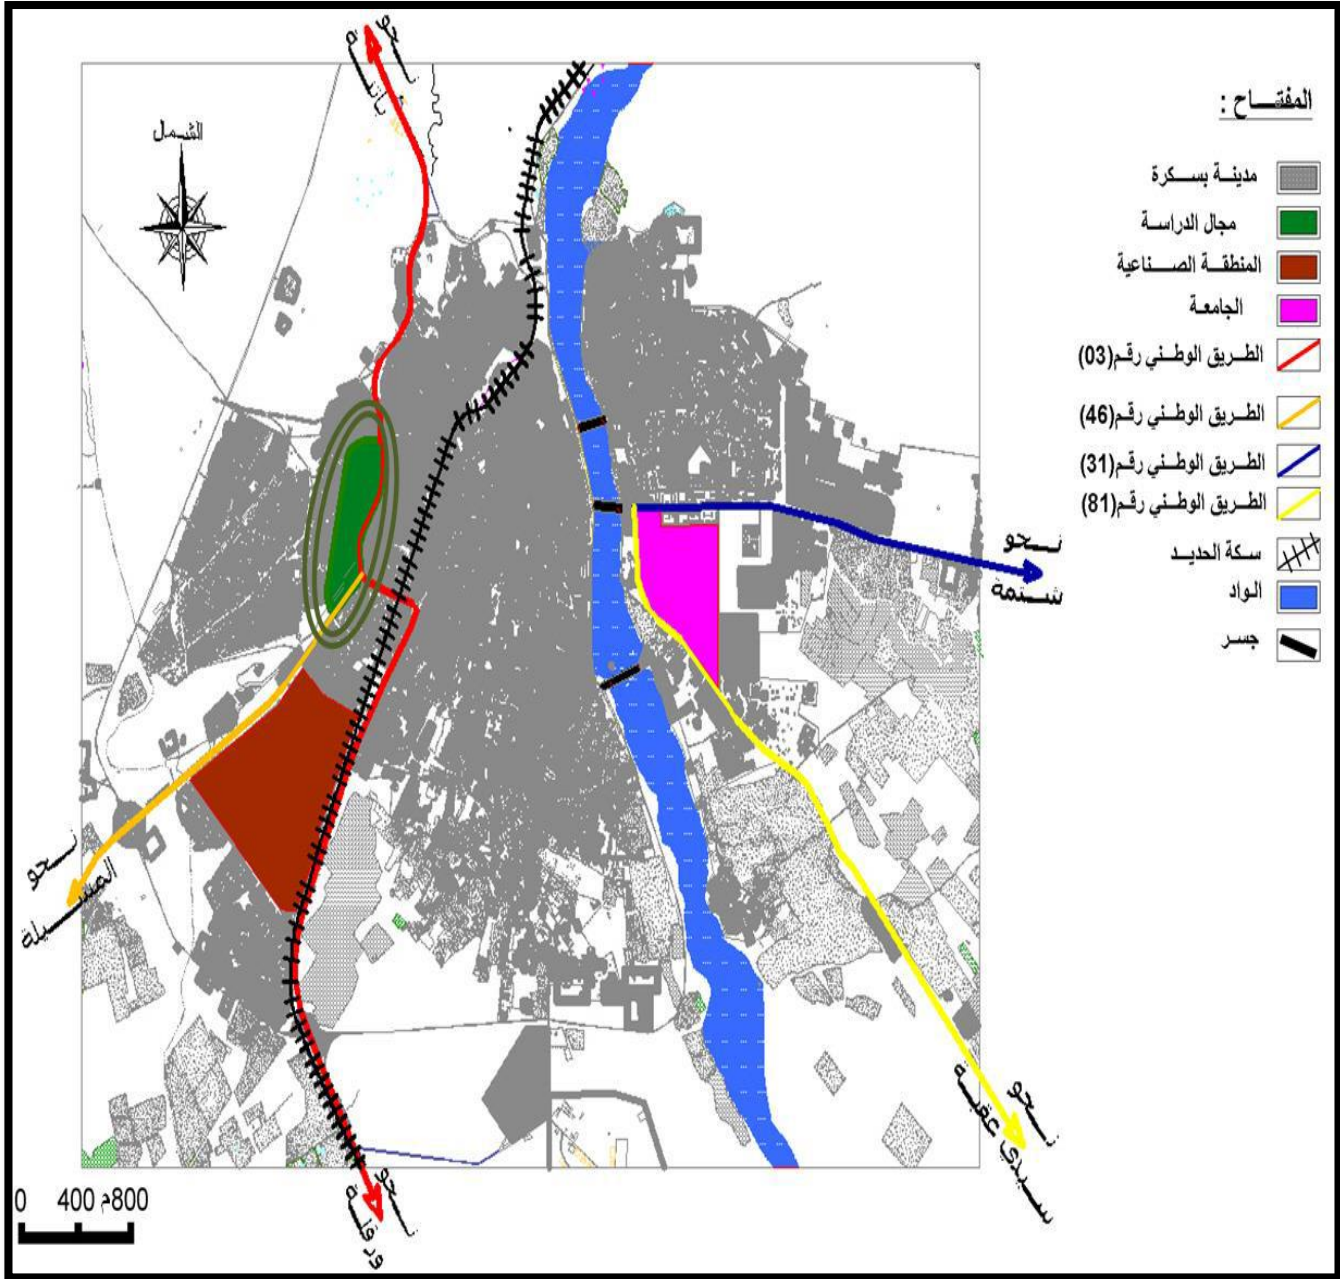 المفتاح :
مدينة بسكرة
مجال الدراسة
المنطقة الصناعية
الجامعة
الطريق الوطني رقم(03)
الطريق الوطني رقم(46)
الطريق الوطني رقم(31)
الطريق الوطني رقم(81)
سكة الحديد
الواد
جسر
الشمال
نحو
باتنة
نحو
شتمة
نحو
المسيلة
نحو
سيدي عقبة
نحو
ورقلة
0 400 800م